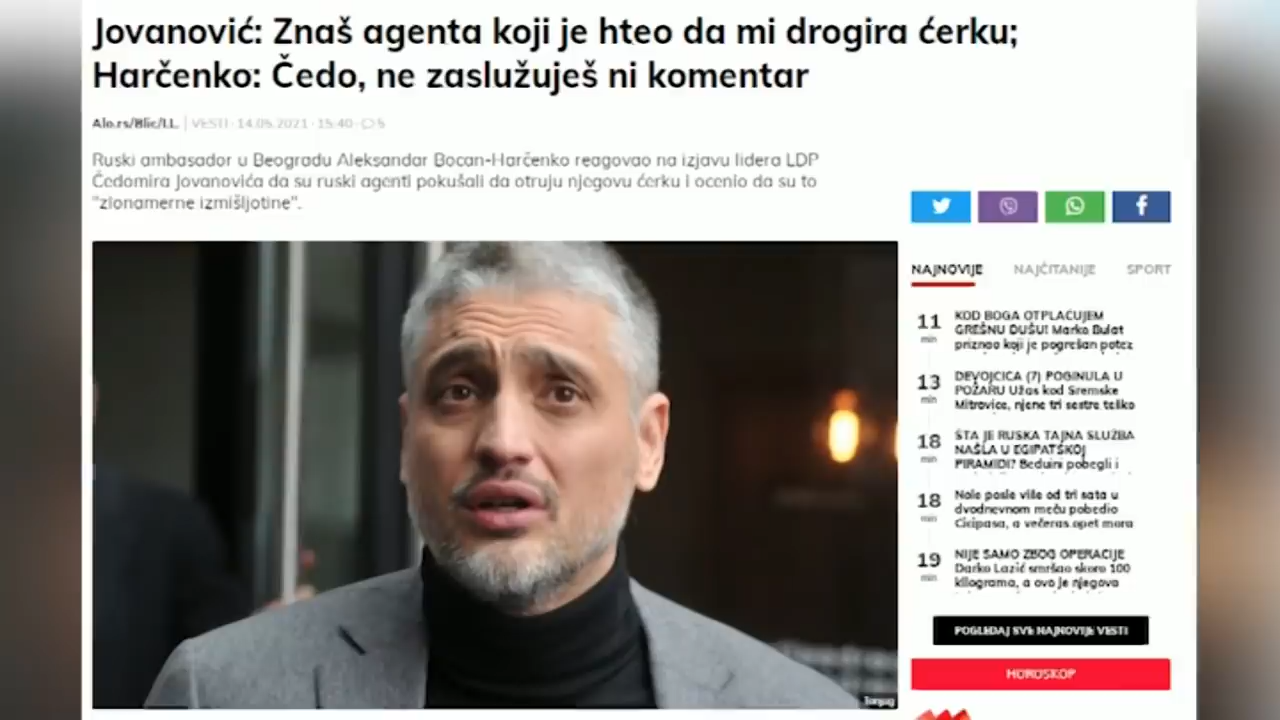 Jovanović: Znaš agenta koji je hteo da mi drogira ćerku;
Harčenko: Čedo, ne zaslužuješ ni komentar
Alo.rs/Blic/I.L. | VESTI · 14.05.2021 · 15:40 · 5
Ruski ambasador u Beogradu Aleksandar Bocan-Harčenko reagovao na izjavu lidera LDP
Čedomira Jovanovića da su ruski agenti pokušali da otruju njegovu ćerku i ocenio da su to
"zlonamerne izmišljotine".
NAJNOVIJE NAJČITANIJE SPORT
11 min
KOD BOGA OTPLAĆUJEM
GREŠNU DUŠU! Marko Bulat
priznao koji je pogrešan potez
13 min
DEVOJČICA (7) POGINULA U
POŽARU Užas kod Sremske
Mitrovice, njene tri sestre teško
18 min
ŠTA JE RUSKA TAJNA SLUŽBA
NAŠLA U EGIPATSKOJ
PIRAMIDI? Beduini pobegli i
18 min
Nole posle više od tri sata u
dvodnevnom meču pobedio
Cicipasa, a večeras opet mora
19 min
NIJE SAMO ZBOG OPERACIJE
Darko Lazić smršao skoro 100
kilograma, a ovo je njegova
POGLEDAJ SVE NAJNOVIJE VESTI
HOROSKOP
Tanjug